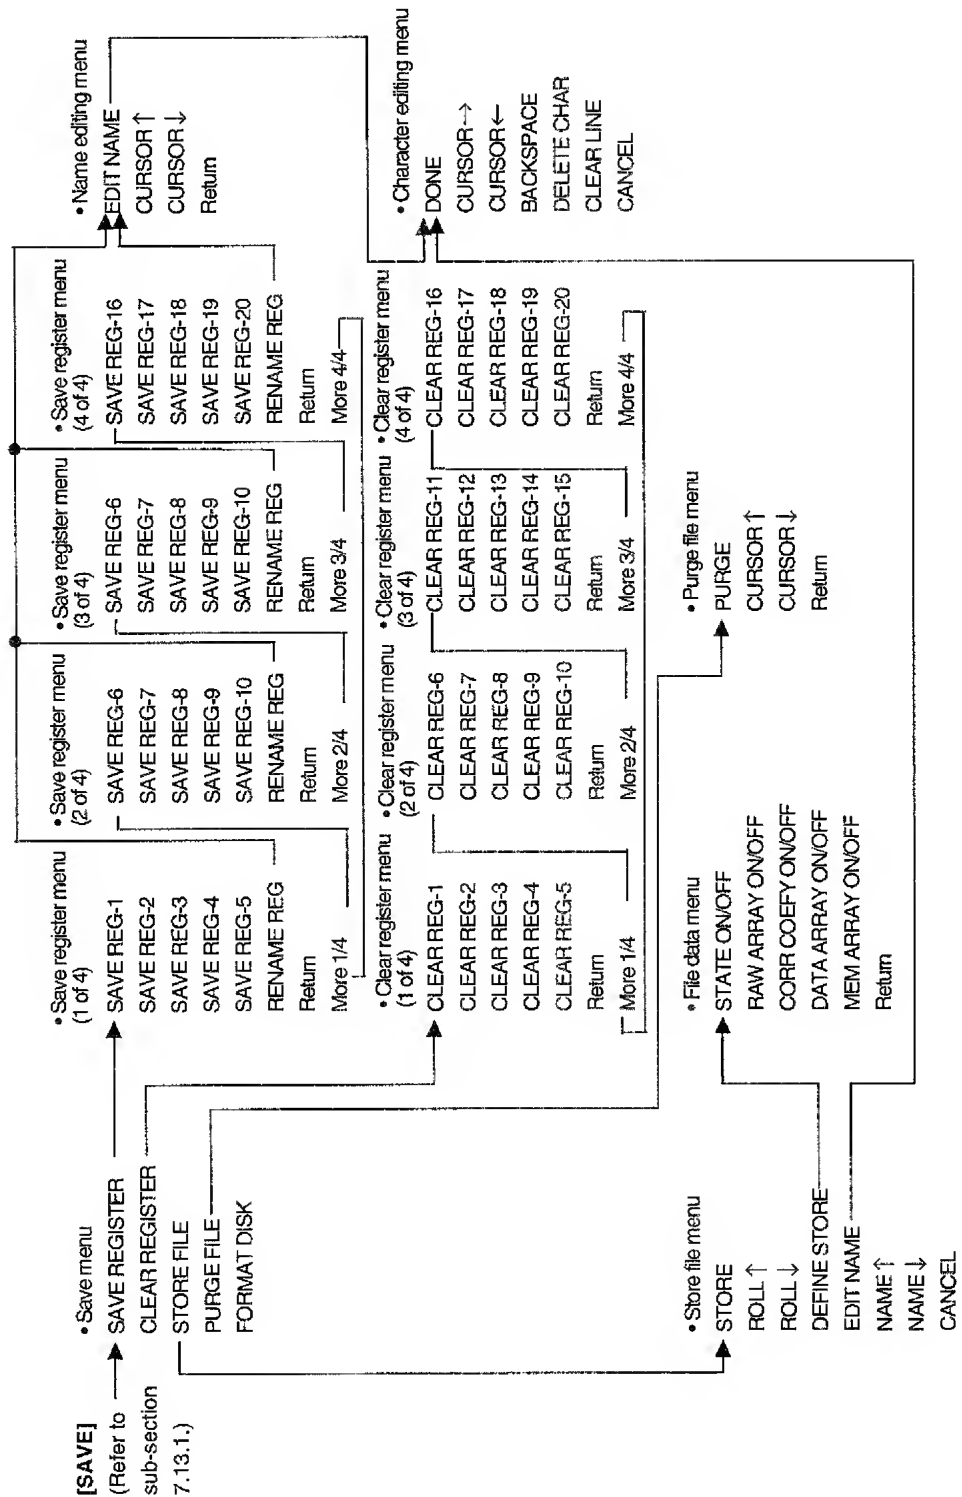 [SAVE]
(Refer to
sub-section
7.13.1.)
• Save menu
SAVE REGISTER
CLEAR REGISTER
STORE FILE
PURGE FILE
FORMAT DISK
• Save register menu
(1 of 4)
SAVE REG-1
SAVE REG-2
SAVE REG-3
SAVE REG-4
SAVE REG-5
RENAME REG
Return
More 1/4
• Save register menu
(2 of 4)
SAVE REG-6
SAVE REG-7
SAVE REG-8
SAVE REG-9
SAVE REG-10
RENAME REG
Return
More 2/4
• Save register menu
(3 of 4)
SAVE REG-6
SAVE REG-7
SAVE REG-8
SAVE REG-9
SAVE REG-10
RENAME REG
Return
More 3/4
• Save register menu
(4 of 4)
SAVE REG-16
SAVE REG-17
SAVE REG-18
SAVE REG-19
SAVE REG-20
RENAME REG
Return
More 4/4
• Name editing menu
EDIT NAME
CURSOR↑
CURSOR↓
Return
• Clear register menu
(1 of 4)
CLEAR REG-1
CLEAR REG-2
CLEAR REG-3
CLEAR REG-4
CLEAR REG-5
Return
More 1/4
• Clear register menu
(2 of 4)
CLEAR REG-6
CLEAR REG-7
CLEAR REG-8
CLEAR REG-9
CLEAR REG-10
Return
More 2/4
• Clear register menu
(3 of 4)
CLEAR REG-11
CLEAR REG-12
CLEAR REG-13
CLEAR REG-14
CLEAR REG-15
Return
More 3/4
• Clear register menu
(4 of 4)
CLEAR REG-16
CLEAR REG-17
CLEAR REG-18
CLEAR REG-19
CLEAR REG-20
Return
More 4/4
• Character editing menu
DONE
CURSOR→
CURSOR←
BACKSPACE
DELETE CHAR
CLEAR LINE
CANCEL
• Store file menu
STORE
ROLL↑
ROLL↓
DEFINE STORE
EDIT NAME
NAME↑
NAME↓
CANCEL
• File data menu
STATE ON/OFF
RAW ARRAY ON/OFF
CORR COEFY ON/OFF
DATA ARRAY ON/OFF
MEM ARRAY ON/OFF
Return
• Purge file menu
PURGE
CURSOR↑
CURSOR↓
Return